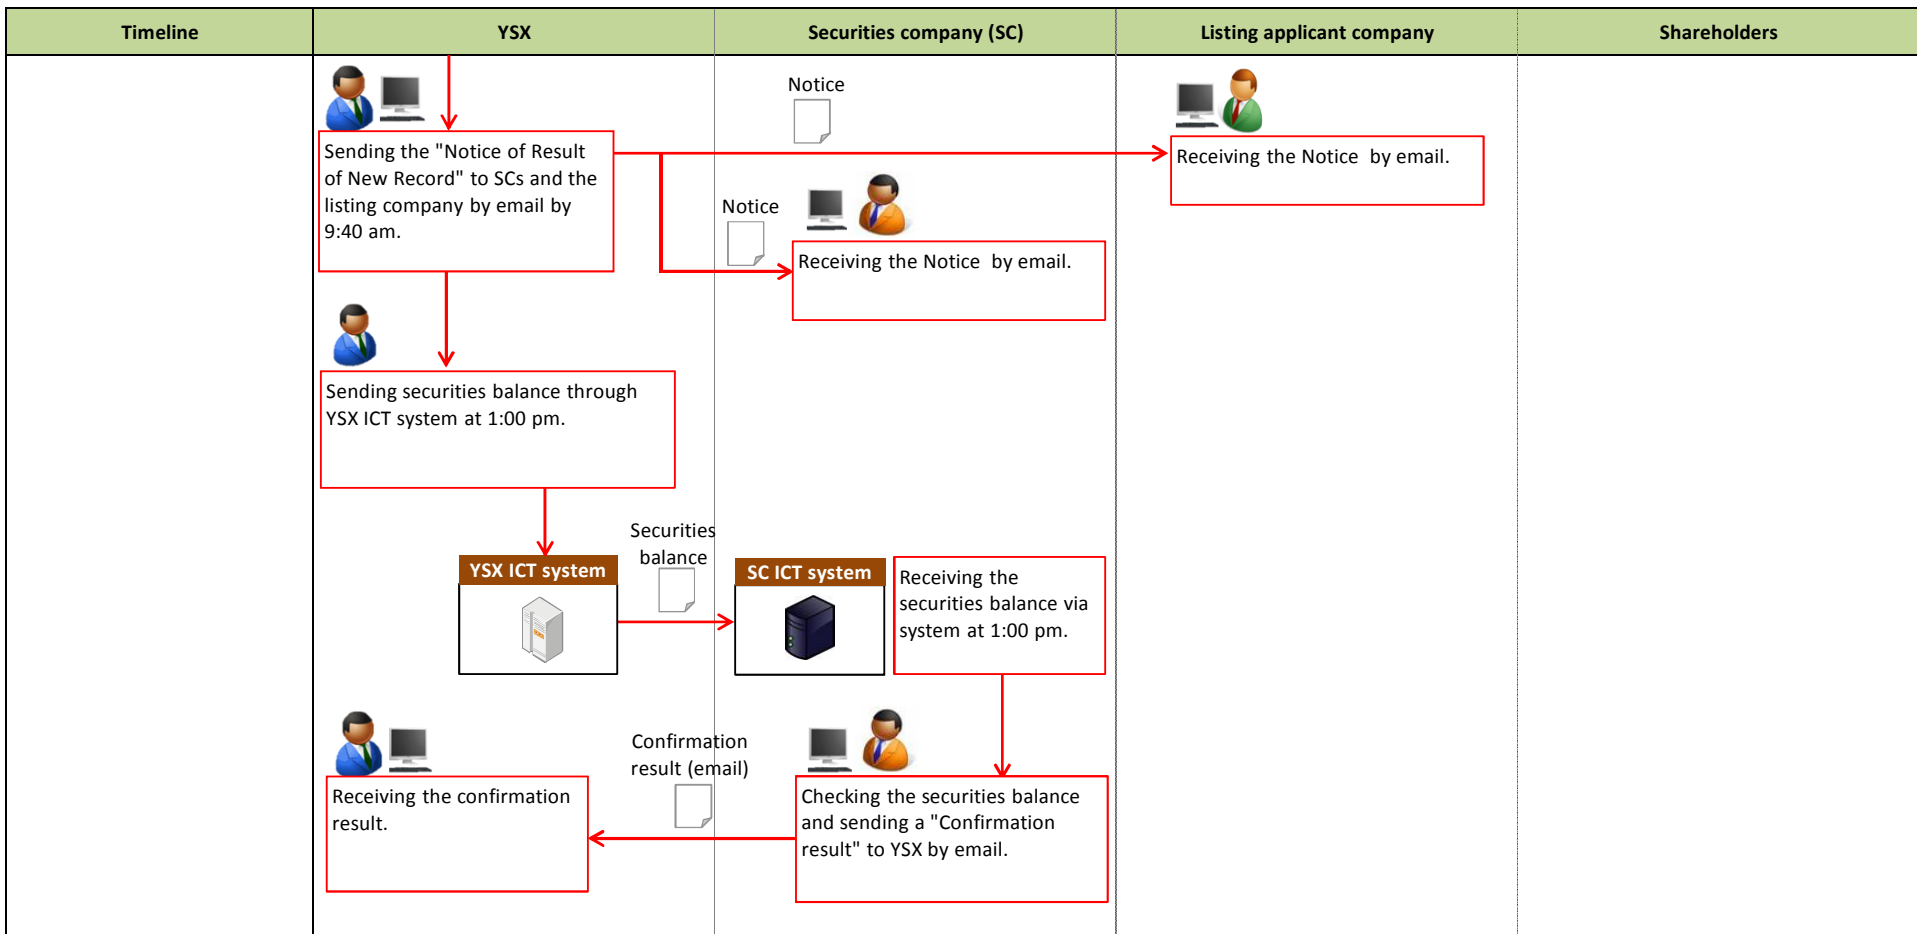 Timeline
YSX
Securities company (SC)
Listing applicant company
Shareholders
Notice
Sending the "Notice of Result
of New Record" to SCs and the
listing company by email by
9:40 am.
Receiving the Notice  by email.
Notice
Receiving the Notice  by email.
Sending securities balance through
YSX ICT system at 1:00 pm.
Securities
balance
YSX ICT system
SC ICT system
Receiving the
securities balance via
system at 1:00 pm.
Confirmation
result (email)
Receiving the confirmation
result.
Checking the securities balance
and sending a "Confirmation
result" to YSX by email.